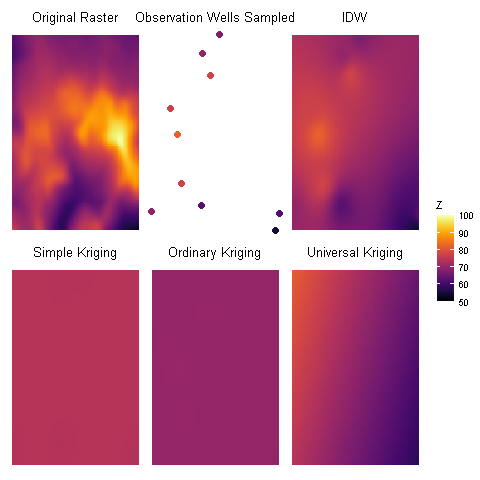 Original Raster
Observation Wells Sampled
IDW
Simple Kriging
Ordinary Kriging
Universal Kriging
Z
100
90
80
70
60
50